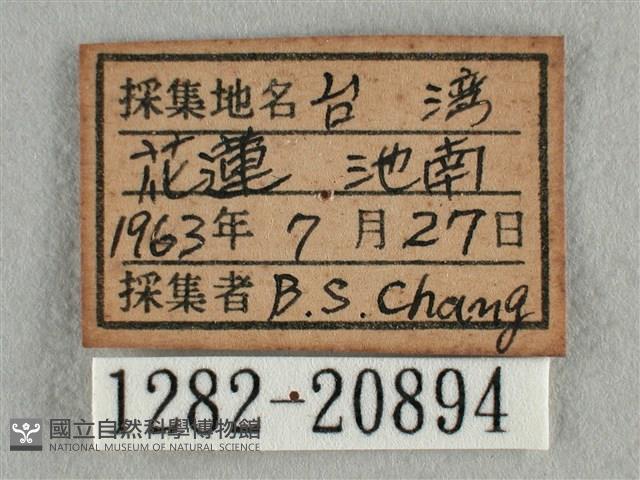 採集地名 台 湾
花蓮 池南
1963年 7 月 27日
採集者 B.S. Chang
1282-20894
國立自然科學博物館
NATIONAL MUSEUM OF NATURAL SCIENCE